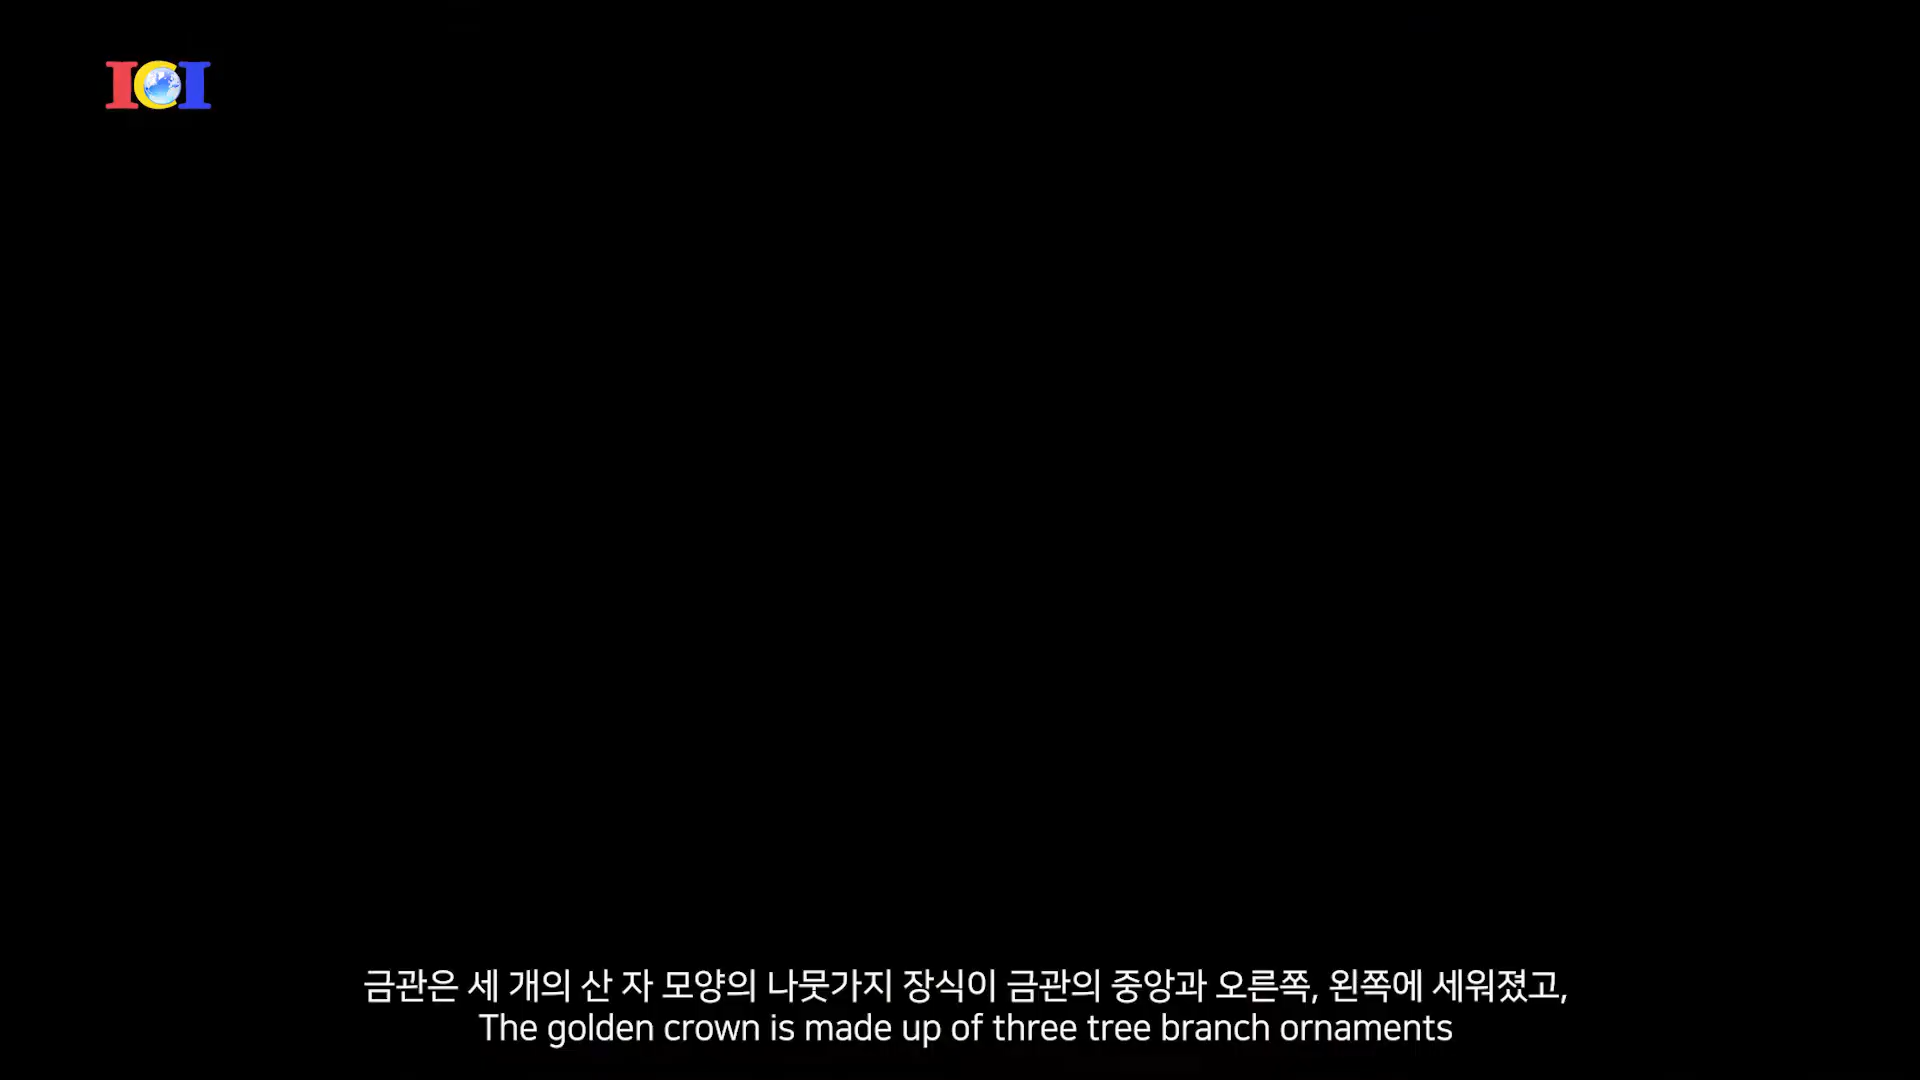 ICI
금관은 세 개의 산 자 모양의 나뭇가지 장식이 금관의 중앙과 오른쪽, 왼쪽에 세워졌고,
The golden crown is made up of three tree branch ornaments